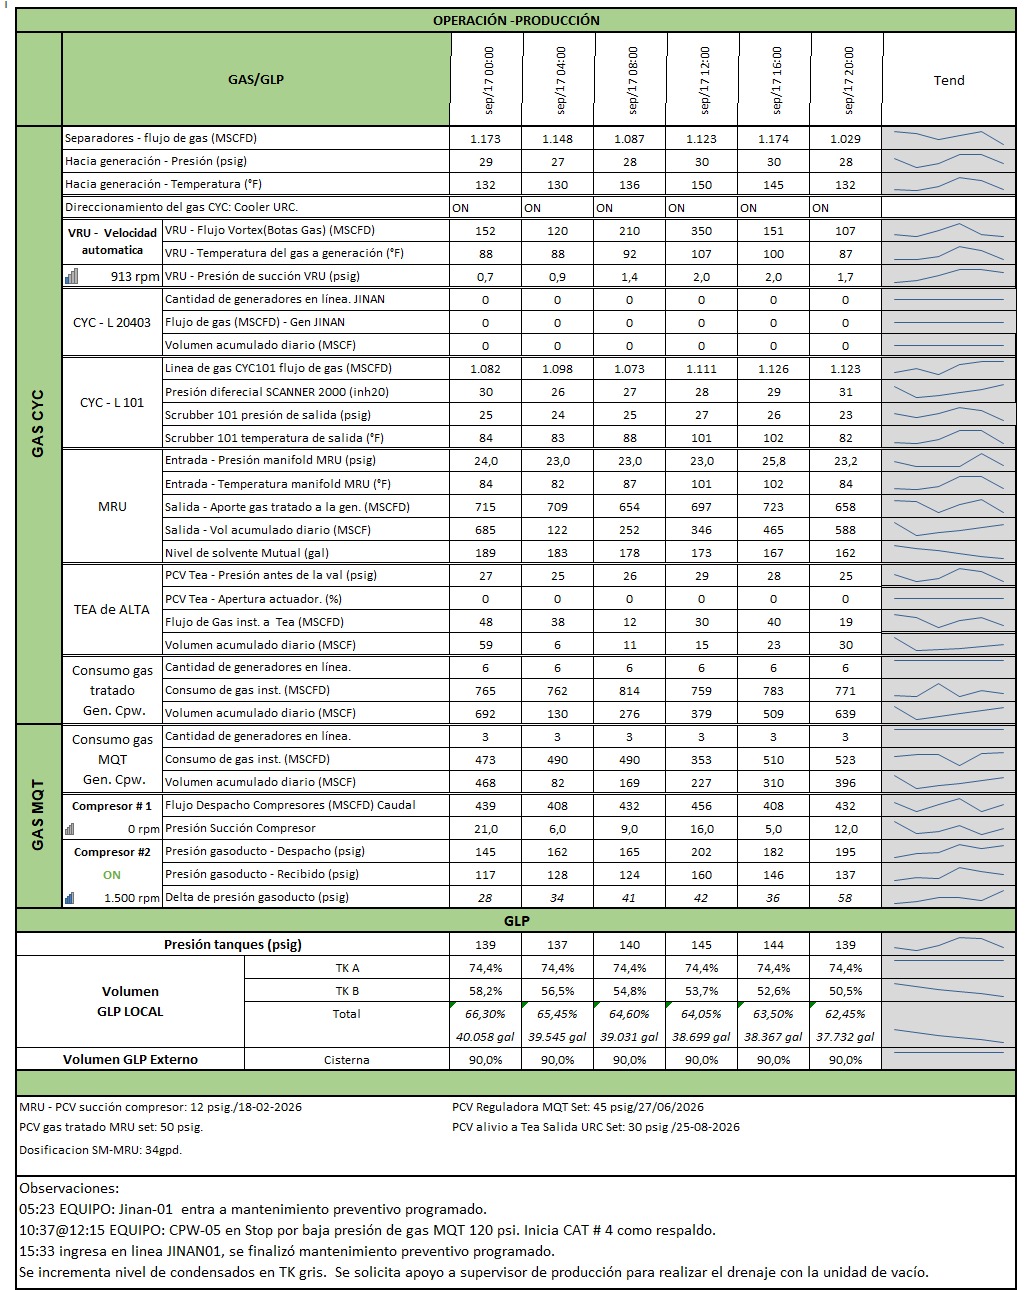 OPERACIÓN -PRODUCCIÓN
GAS/GLP sep/17 00:00 sep/17 04:00 sep/17 08:00 sep/17 12:00 sep/17 16:00 sep/17 20:00 Tend
GAS CYC
Separadores - flujo de gas (MSCFD) 1.173 1.148 1.087 1.123 1.174 1.029
Hacia generación - Presión (psig) 29 27 28 30 30 28
Hacia generación - Temperatura (°F) 132 130 136 150 145 132
Direccionamiento del gas CYC: Cooler URC. ON ON ON ON ON ON
VRU - Velocidad automatica
913 rpm
VRU - Flujo Vortex(Botas Gas) (MSCFD) 152 120 210 350 151 107
VRU - Temperatura del gas a generación (°F) 88 88 92 107 100 87
VRU - Presión de succión VRU (psig) 0,7 0,9 1,4 2,0 2,0 1,7
CYC - L 20403
Cantidad de generadores en línea. JINAN 0 0 0 0 0 0
Flujo de gas (MSCFD) - Gen JINAN 0 0 0 0 0 0
Volumen acumulado diario (MSCF) 0 0 0 0 0 0
CYC - L 101
Linea de gas CYC101 flujo de gas (MSCFD) 1.082 1.098 1.073 1.111 1.126 1.123
Presión diferecial SCANNER 2000 (inh20) 30 26 27 28 29 31
Scrubber 101 presión de salida (psig) 25 24 25 27 26 23
Scrubber 101 temperatura de salida (°F) 84 83 88 101 102 82
MRU
Entrada - Presión manifold MRU (psig) 24,0 23,0 23,0 23,0 25,8 23,2
Entrada - Temperatura manifold MRU (°F) 84 82 87 101 102 84
Salida - Aporte gas tratado a la gen. (MSCFD) 715 709 654 697 723 658
Salida - Vol acumulado diario (MSCF) 685 122 252 346 465 588
Nivel de solvente Mutual (gal) 189 183 178 173 167 162
TEA de ALTA
PCV Tea - Presión antes de la val (psig) 27 25 26 29 28 25
PCV Tea - Apertura actuador. (%) 0 0 0 0 0 0
Flujo de Gas inst. a Tea (MSCFD) 48 38 12 30 40 19
Volumen acumulado diario (MSCF) 59 6 11 15 23 30
Consumo gas tratado Gen. Cpw.
Cantidad de generadores en línea. 6 6 6 6 6 6
Consumo de gas inst. (MSCFD) 765 762 814 759 783 771
Volumen acumulado diario (MSCF) 692 130 276 379 509 639
GAS MQT
Consumo gas MQT Gen. Cpw.
Cantidad de generadores en línea. 3 3 3 3 3 3
Consumo de gas inst. (MSCFD) 473 490 490 353 510 523
Volumen acumulado diario (MSCF) 468 82 169 227 310 396
Compresor # 1
0 rpm
Flujo Despacho Compresores (MSCFD) Caudal 439 408 432 456 408 432
Presión Succión Compresor 21,0 6,0 9,0 16,0 5,0 12,0
Compresor #2
ON
1.500 rpm
Presión gasoducto - Despacho (psig) 145 162 165 202 182 195
Presión gasoducto - Recibido (psig) 117 128 124 160 146 137
Delta de presión gasoducto (psig) 28 34 41 42 36 58
GLP
Presión tanques (psig) 139 137 140 145 144 139
Volumen GLP LOCAL
TK A 74,4% 74,4% 74,4% 74,4% 74,4% 74,4%
TK B 58,2% 56,5% 54,8% 53,7% 52,6% 50,5%
Total 66,30% 65,45% 64,60% 64,05% 63,50% 62,45%
40.058 gal 39.545 gal 39.031 gal 38.699 gal 38.367 gal 37.732 gal
Volumen GLP Externo Cisterna 90,0% 90,0% 90,0% 90,0% 90,0% 90,0%
MRU - PCV succión compresor: 12 psig./18-02-2026 PCV Reguladora MQT Set: 45 psig/27/06/2026
PCV gas tratado MRU set: 50 psig. PCV alivio a Tea Salida URC Set: 30 psig /25-08-2026
Dosificacion SM-MRU: 34gpd.
Observaciones:
05:23 EQUIPO: Jinan-01 entra a mantenimiento preventivo programado.
10:37@12:15 EQUIPO: CPW-05 en Stop por baja presión de gas MQT 120 psi. Inicia CAT # 4 como respaldo.
15:33 ingresa en linea JINAN01, se finalizó mantenimiento preventivo programado.
Se incrementa nivel de condensados en TK gris. Se solicita apoyo a supervisor de producción para realizar el drenaje con la unidad de vacío.